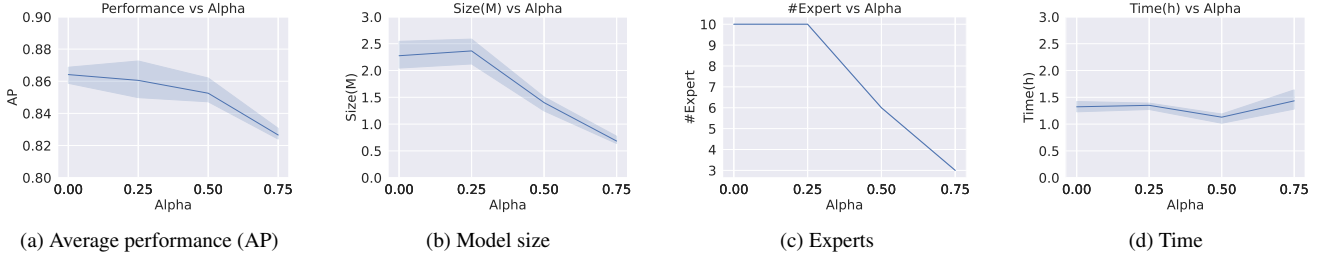 Performance vs Alpha
0.90
0.88
0.86
0.84
0.82
0.80
AP
0.00 0.25 0.50 0.75
Alpha
(a) Average performance (AP)
Size(M) vs Alpha
3.0
2.5
2.0
1.5
1.0
0.5
0.0
Size(M)
0.00 0.25 0.50 0.75
Alpha
(b) Model size
#Expert vs Alpha
10
9
8
7
6
5
4
3
#Expert
0.00 0.25 0.50 0.75
Alpha
(c) Experts
Time(h) vs Alpha
3.0
2.5
2.0
1.5
1.0
0.5
0.0
Time(h)
0.00 0.25 0.50 0.75
Alpha
(d) Time